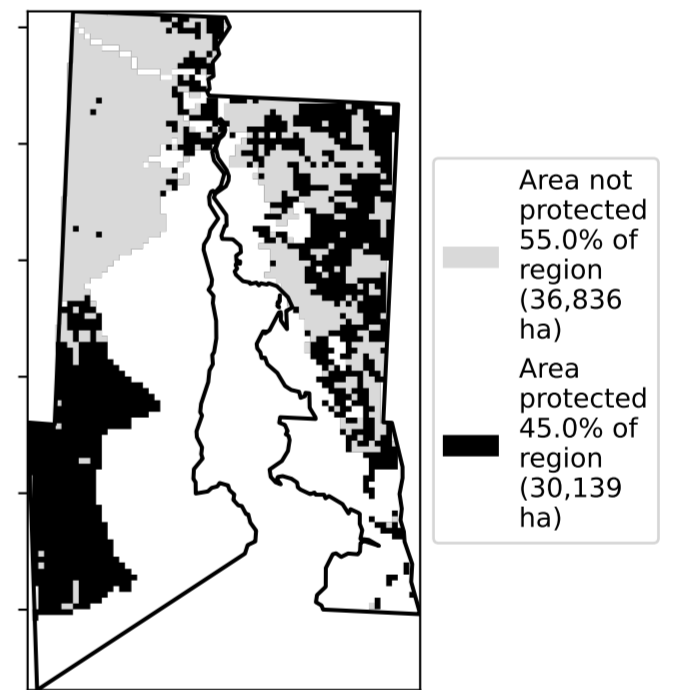 Area not
protected
55.0% of
region
(36,836
ha)
Area
protected
45.0% of
region
(30,139
ha)